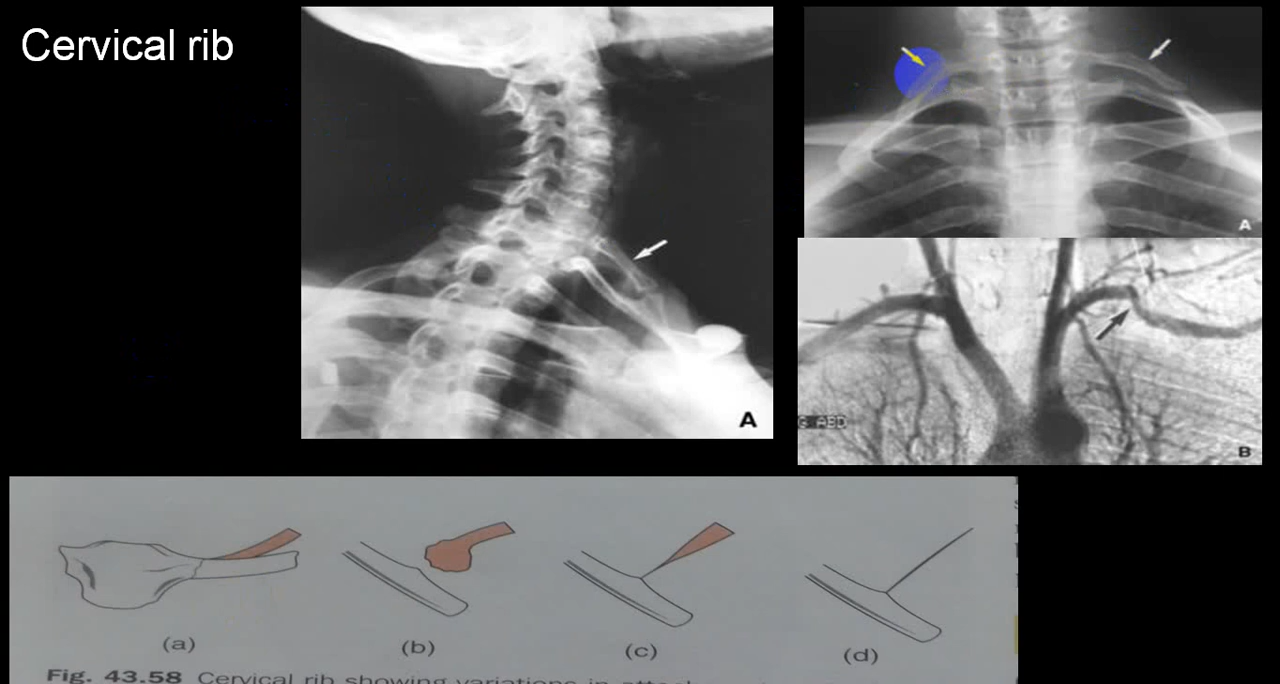 Cervical rib
A
A
B
(a)
(b)
(c)
(d)
Fig. 43.58 Cervical rib showing variations in